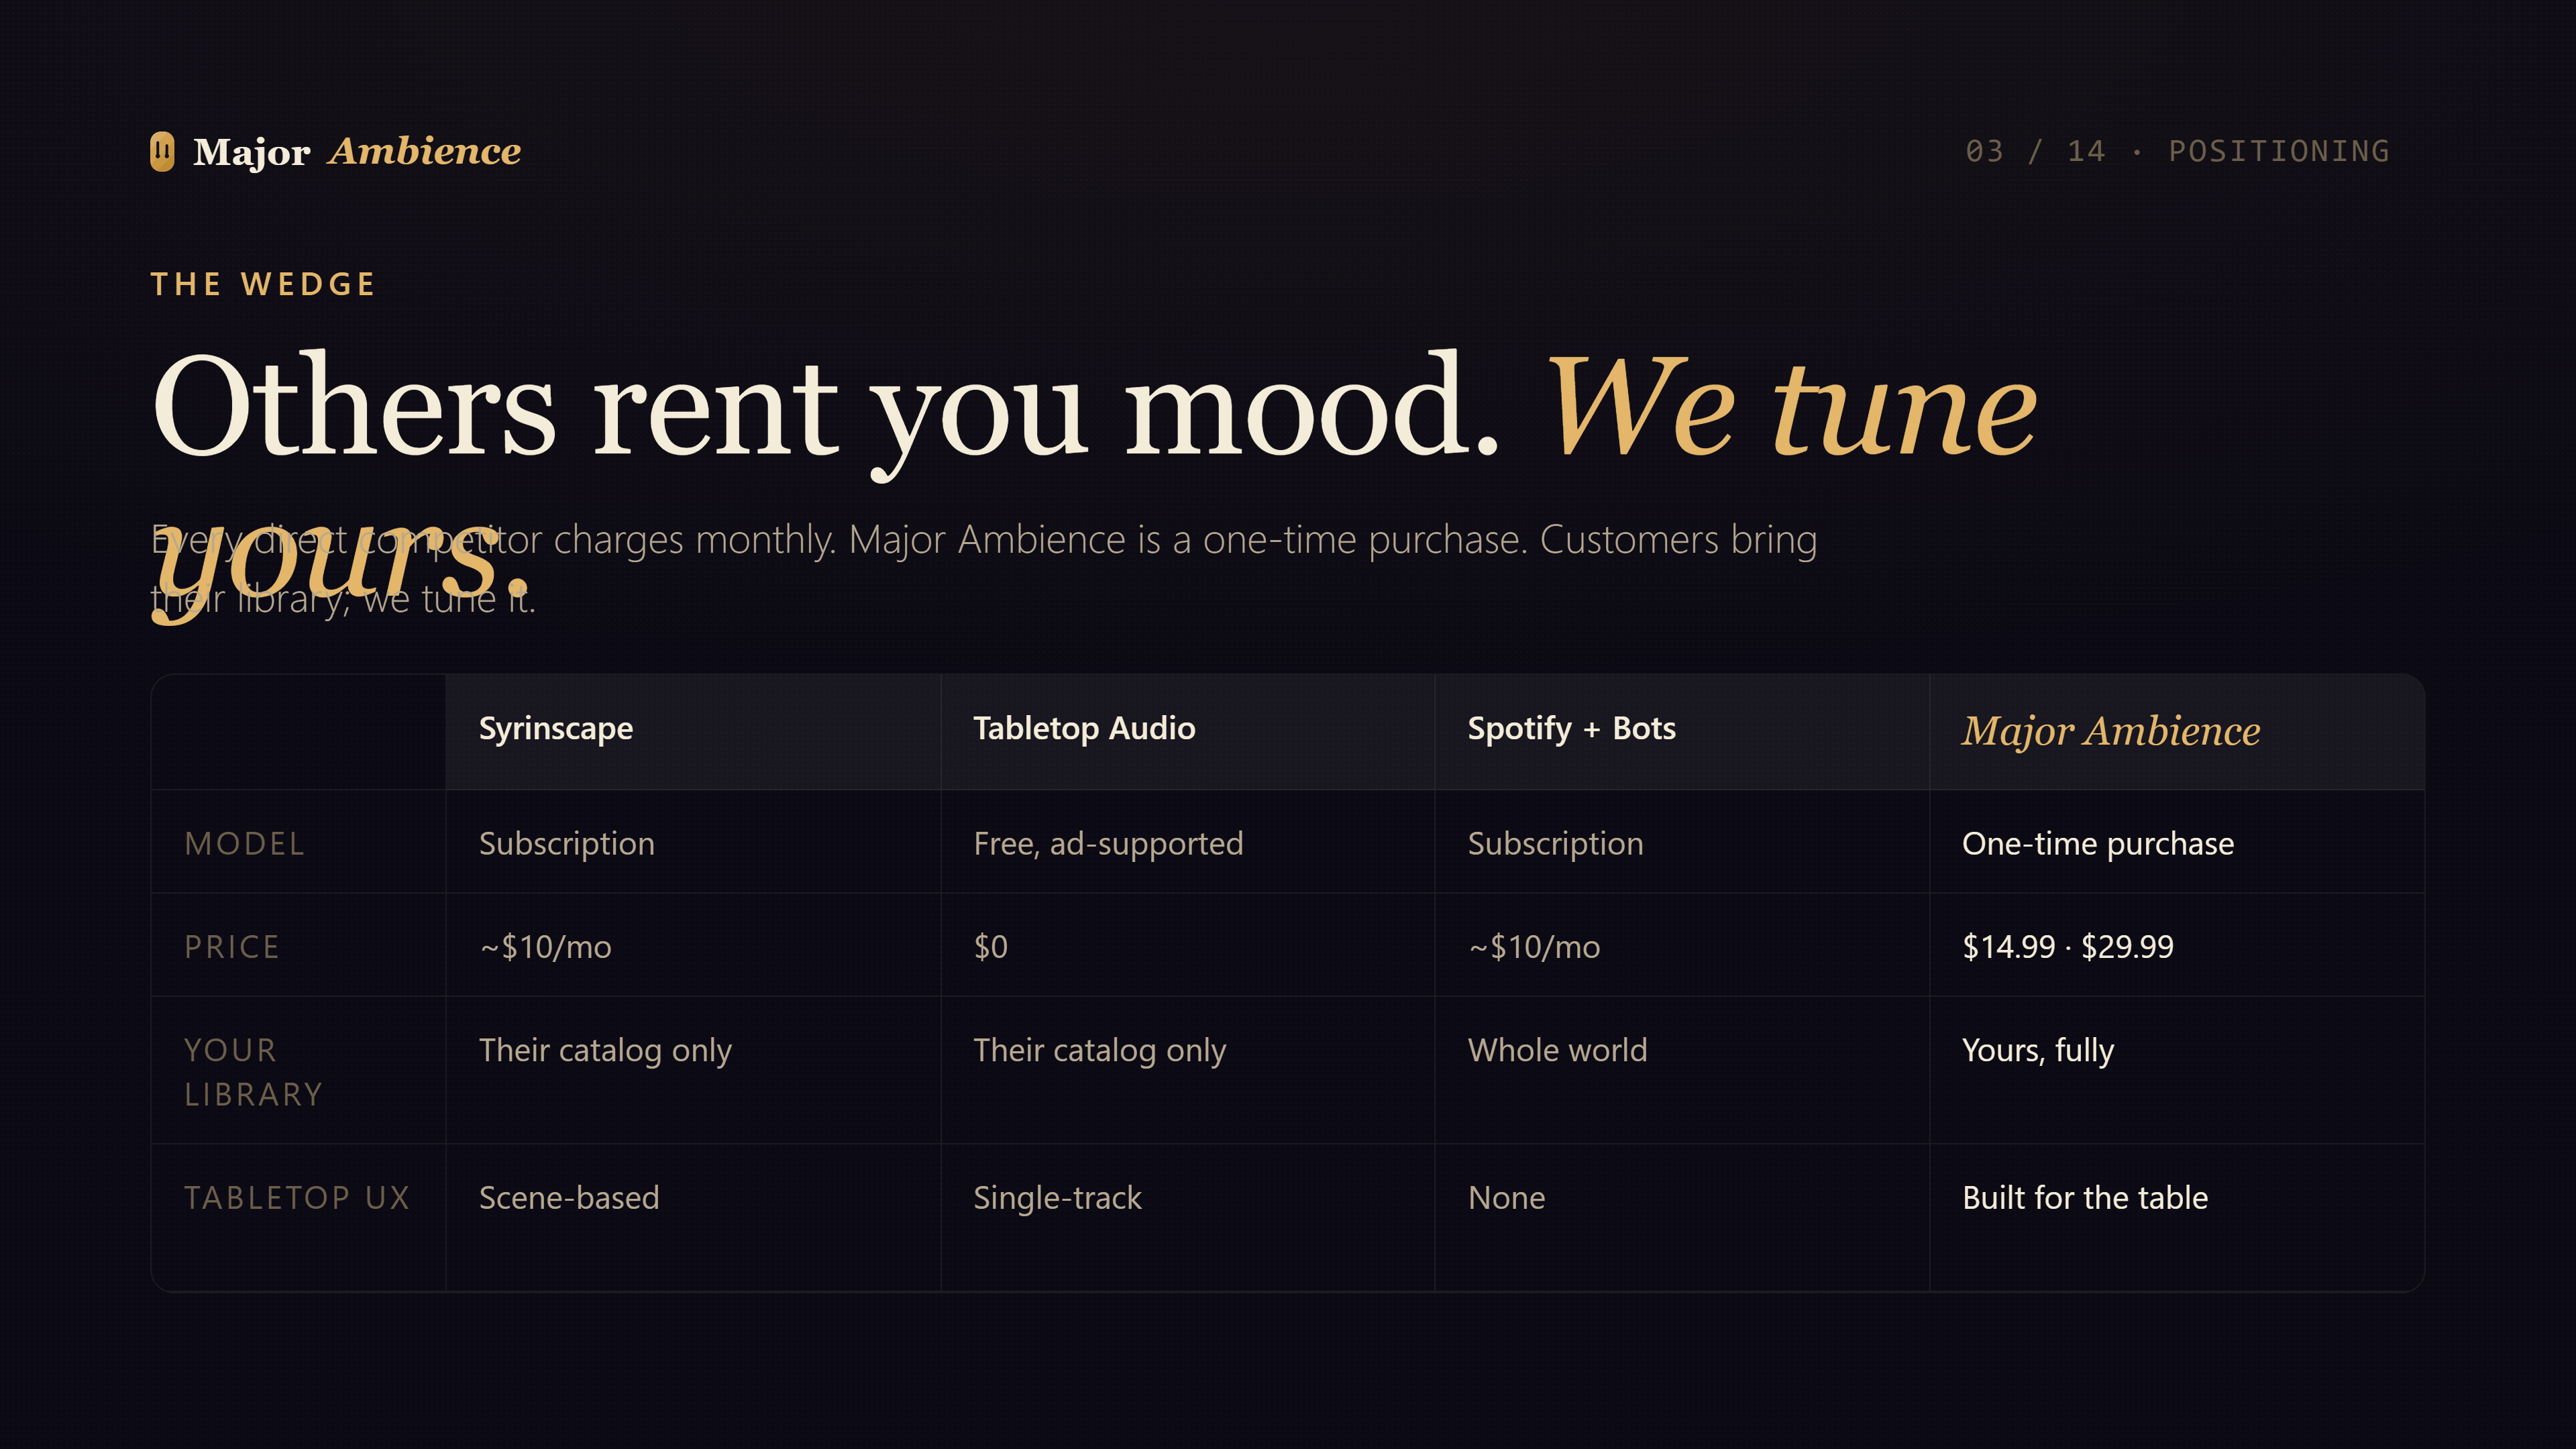 Major Ambience
03 / 14 · POSITIONING
THE WEDGE
Others rent you mood. We tune
yours.
Every direct competitor charges monthly. Major Ambience is a one-time purchase. Customers bring
their library; we tune it.
Syrinscape Tabletop Audio Spotify + Bots Major Ambience
MODEL Subscription Free, ad-supported Subscription One-time purchase
PRICE ~$10/mo $0 ~$10/mo $14.99 · $29.99
YOUR Their catalog only Their catalog only Whole world Yours, fully
LIBRARY
TABLETOP UX Scene-based Single-track None Built for the table